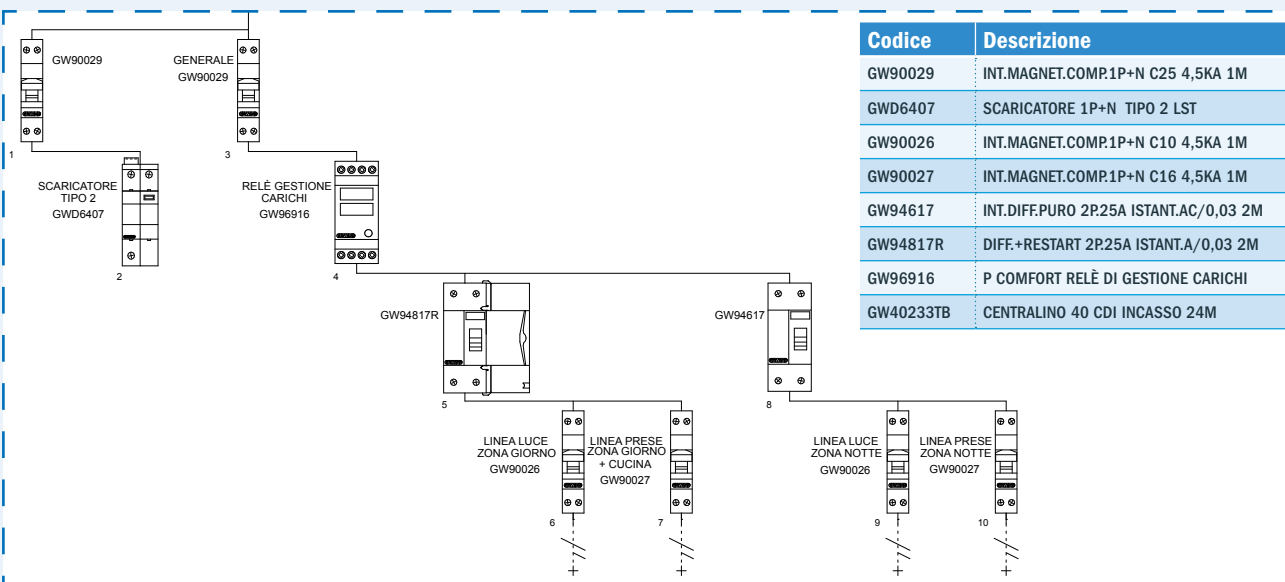 GW90029
1
SCARICATORE
TIPO 2
GWD6407
2
GENERALE
GW90029
3
RELÈ GESTIONE
CARICHI
GW96916
4
GW94817R
5
LINEA LUCE
ZONA GIORNO
GW90026
6
LINEA PRESE
ZONA GIORNO
+ CUCINA
GW90027
7
GW94617
8
LINEA LUCE
ZONA NOTTE
GW90026
9
LINEA PRESE
ZONA NOTTE
GW90027
10
Codice Descrizione
GW90029 INT.MAGNET.COMP.1P+N C25 4,5KA 1M
GWD6407 SCARICATORE 1P+N TIPO 2 LST
GW90026 INT.MAGNET.COMP.1P+N C10 4,5KA 1M
GW90027 INT.MAGNET.COMP.1P+N C16 4,5KA 1M
GW94617 INT.DIFF.PURO 2P.25A ISTANT.AC/0,03 2M
GW94817R DIFF.+RESTART 2P.25A ISTANT.A/0,03 2M
GW96916 P COMFORT RELÈ DI GESTIONE CARICHI
GW40233TB CENTRALINO 40 CDI INCASSO 24M